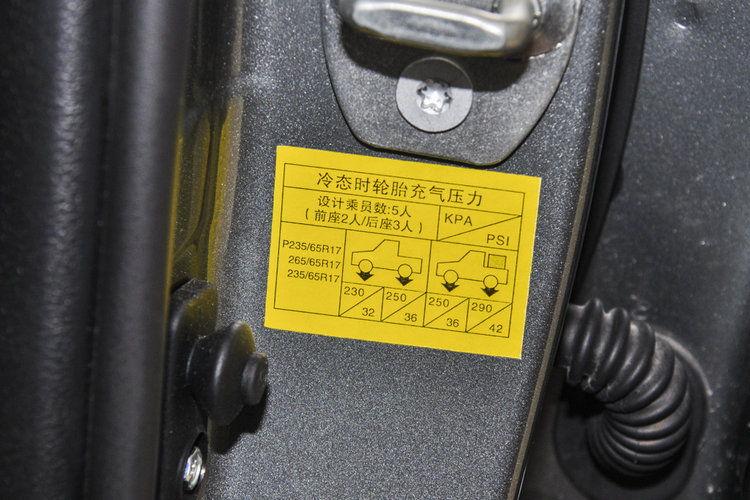 冷态时轮胎充气压力
设计乘员数:5人
(前座2人/后座3人)
KPA
PSI
P235/65R17
265/65R17
235/65R17
230 250 250 290
32 36 36 42